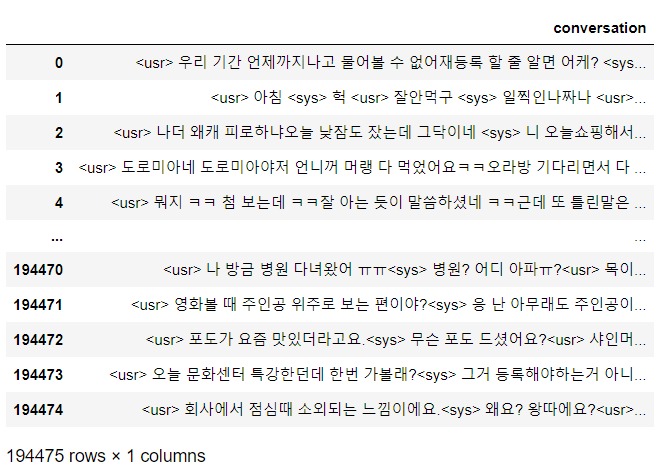 conversation
0 <usr> 우리 기간 언제까지나고 물어볼 수 없어재등록 할 줄 알면 어케? <sys...
1 <usr> 아침 <sys> 헉 <usr> 잘안먹구 <sys> 일찍인나짜나 <usr>...
2 <usr> 나더 왜캐 피로하냐오늘 낮잠도 잤는데 그닥이네 <sys> 니 오늘쇼핑해서...
3 <usr> 도로미아네 도로미아야저 언니꺼 머랭 다 먹었어요ㅋㅋ오라방 기다리면서 다 ...
4 <usr> 뭐지 ㅋㅋ 첨 보는데 ㅋㅋ잘 아는 듯이 말씀하셨네 ㅋㅋ근데 또 틀린말은 ...
... ...
194470 <usr> 나 방금 병원 다녀왔어 ㅠㅠ<sys> 병원? 어디 아파ㅠ?<usr> 목이...
194471 <usr> 영화볼 때 주인공 위주로 보는 편이야?<sys> 응 난 아무래도 주인공이...
194472 <usr> 포도가 요즘 맛있더라고요.<sys> 무슨 포도 드셨어요?<usr> 샤인머...
194473 <usr> 오늘 문화센터 특강한던데 한번 가볼래?<sys> 그거 등록해야하는거 아니...
194474 <usr> 회사에서 점심때 소외되는 느낌이에요.<sys> 왜요? 왕따에요?<usr>...
194475 rows × 1 columns